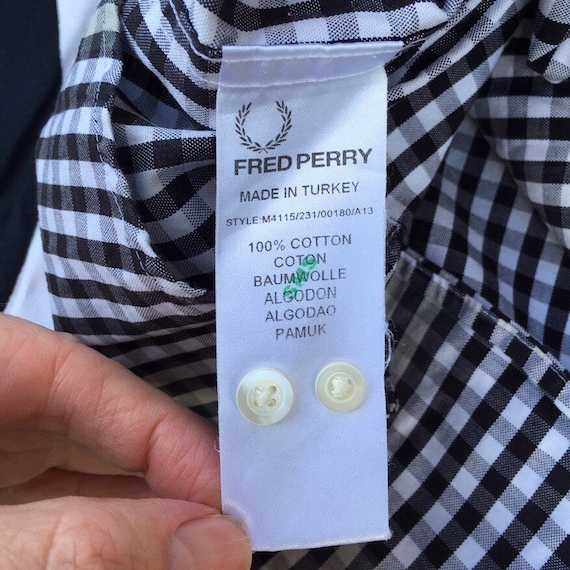 FRED PERRY
MADE IN TURKEY
STYLE:M4115/231/00180/A13
100% COTTON
COTON
BAUMWOLLE
ALGODON
ALGODAO
PAMUK